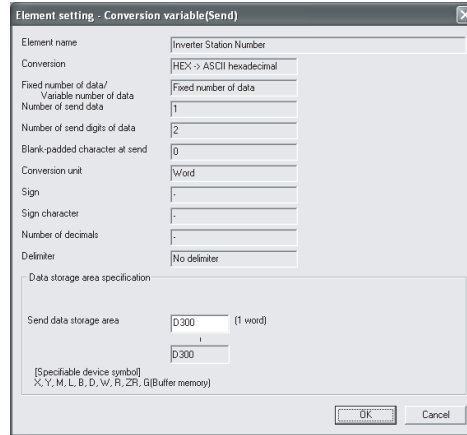 Element setting - Conversion variable(Send)
Element name Inverter Station Number
Conversion HEX -> ASCII hexadecimal
Fixed number of data/
Variable number of data Fixed number of data
Number of send data 1
Number of send digits of data 2
Blank-padded character at send 0
Conversion unit Word
Sign -
Sign character -
Number of decimals -
Delimiter No delimiter
Data storage area specification
Send data storage area D300 (1 word)
D300
[Specifiable device symbol]
X, Y, M, L, B, D, W, R, ZR, G(Buffer memory)
OK Cancel